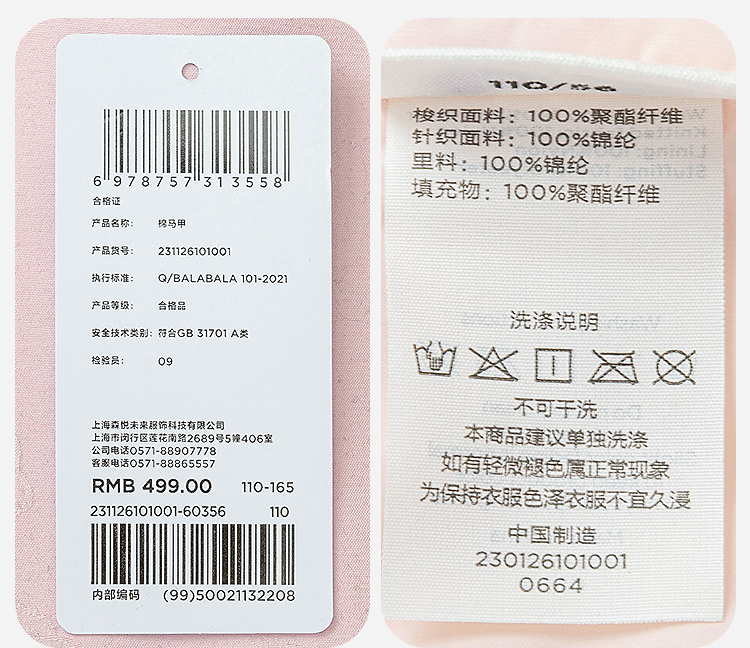 6 978757 313558
合格证
产品名称： 棉马甲
产品货号： 231126101001
执行标准： Q/BALABALA 101-2021
产品等级： 合格品
安全技术类别： 符合GB 31701 A类
检验员： 09
上海森悦未来服饰科技有限公司
上海市闵行区莲花南路2689号5幢406室
公司电话0571-88907778
客服电话0571-88865557
RMB 499.00 110-165
231126101001-60356 110
内部编码 (99)50021132208
110/56
梭织面料：100%聚酯纤维
针织面料：100%锦纶
里料：100%锦纶
填充物：100%聚酯纤维
洗涤说明
不可干洗
本商品建议单独洗涤
如有轻微褪色属正常现象
为保持衣服色泽衣服不宜久浸
中国制造
230126101001
0664